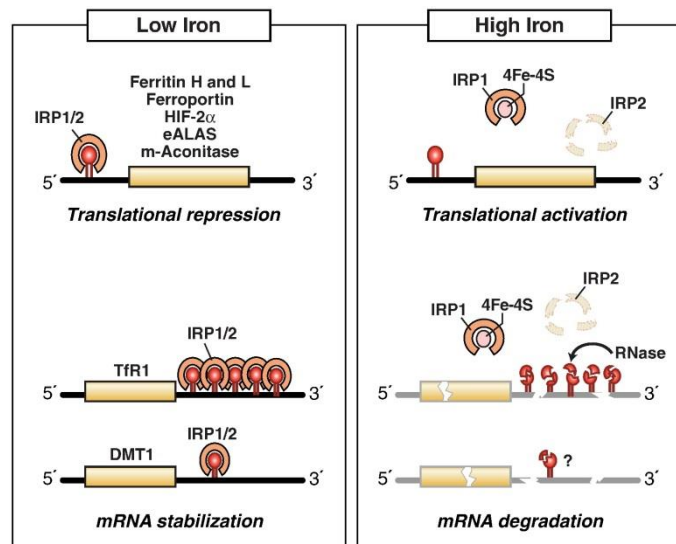 Low Iron
Ferritin H and L
Ferroportin
HIF-2α
eALAS
m-Aconitase
IRP1/2
5´ 3´
Translational repression
IRP1/2
TfR1
5´ 3´
IRP1/2
DMT1
5´ 3´
mRNA stabilization
High Iron
4Fe-4S
IRP1
IRP2
5´ 3´
Translational activation
IRP2
4Fe-4S
IRP1
RNase
5´ 3´
?
5´ 3´
mRNA degradation